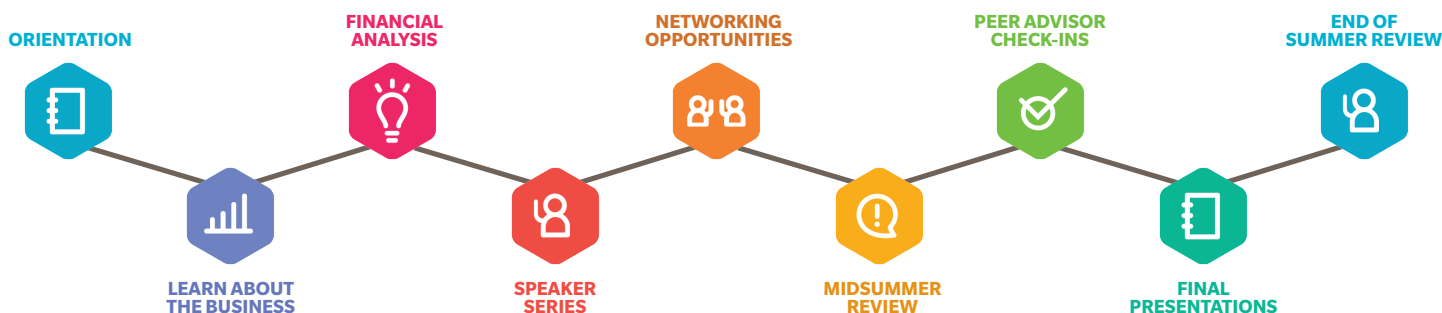 ORIENTATION
LEARN ABOUT
THE BUSINESS
FINANCIAL
ANALYSIS
SPEAKER
SERIES
NETWORKING
OPPORTUNITIES
MIDSUMMER
REVIEW
PEER ADVISOR
CHECK-INS
FINAL
PRESENTATIONS
END OF
SUMMER REVIEW